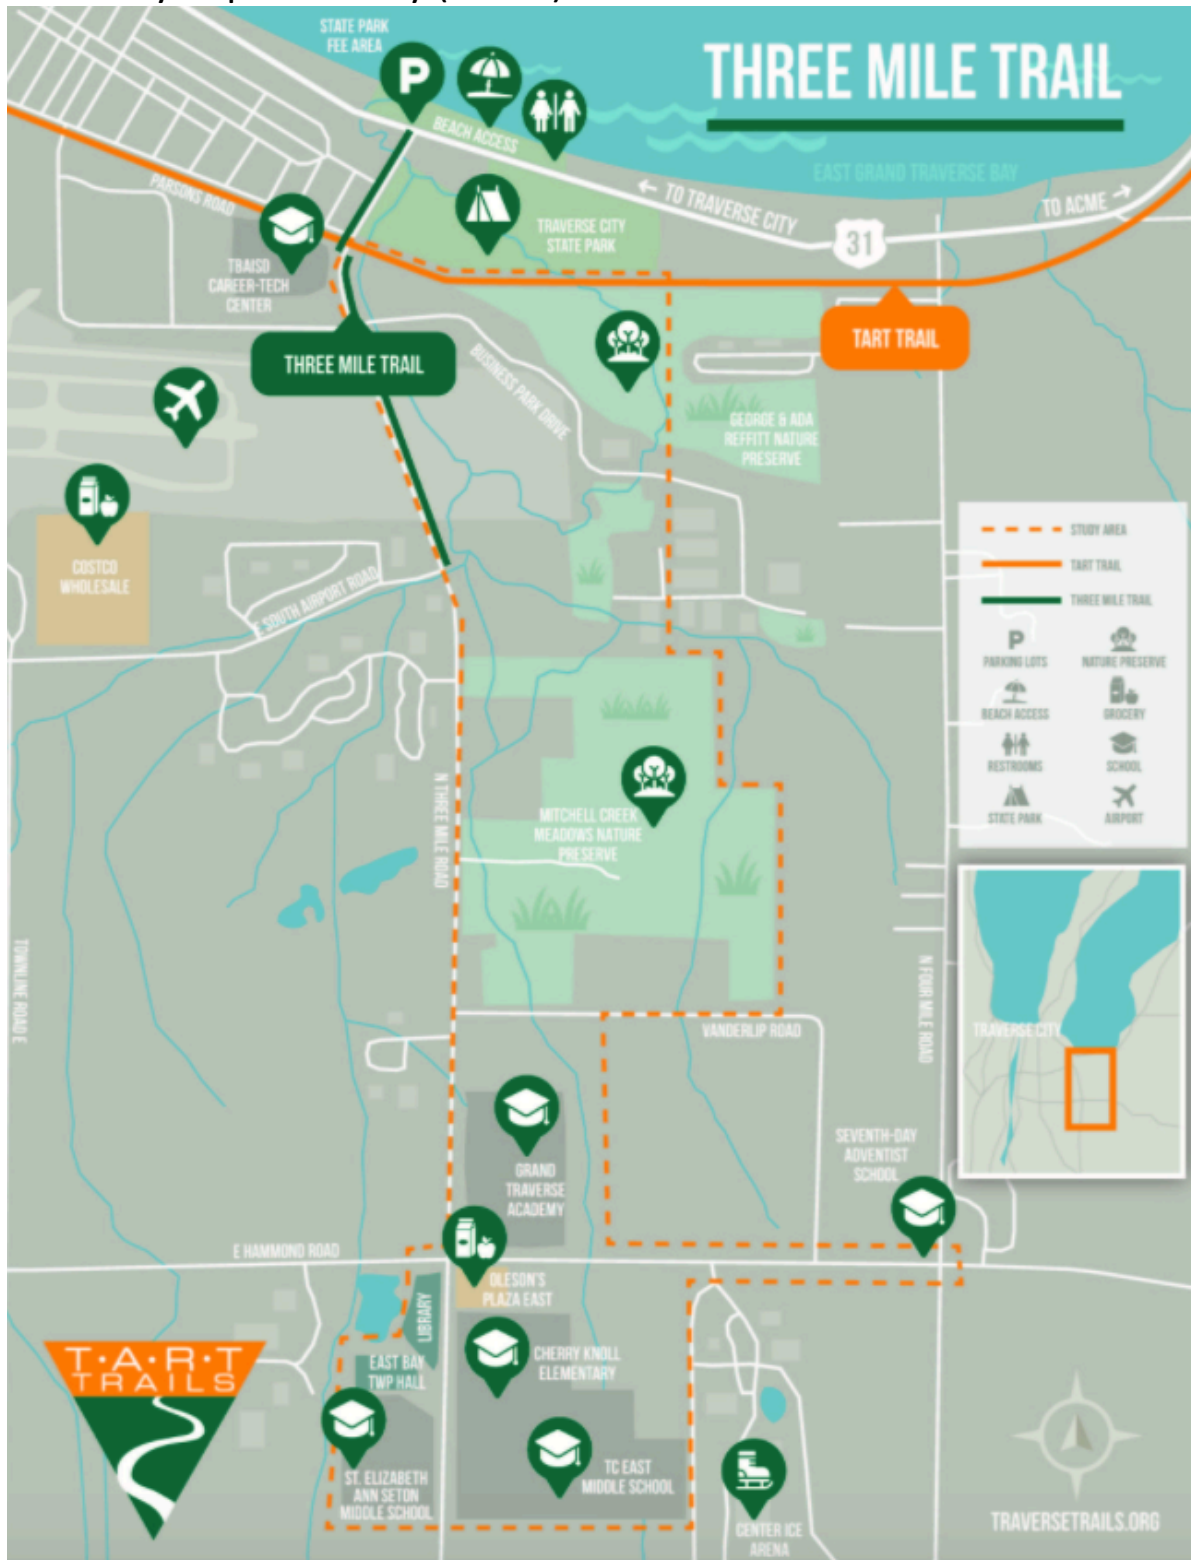 STATE PARK
FEE AREA
P
THREE MILE TRAIL
BEACH ACCESS
EAST GRAND TRAVERSE BAY
← TO TRAVERSE CITY
TO ACME →
31
PARSONS ROAD
TRAVERSE CITY
STATE PARK
TBAISD
CAREER-TECH
CENTER
TART TRAIL
THREE MILE TRAIL
BUSINESS PARK DRIVE
GEORGE & ADA
REFFITT NATURE
PRESERVE
COSTCO
WHOLESALE
E SOUTH AIRPORT ROAD
STUDY AREA
TART TRAIL
THREE MILE TRAIL
P
PARKING LOTS
NATURE PRESERVE
BEACH ACCESS
GROCERY
RESTROOMS
SCHOOL
STATE PARK
AIRPORT
N THREE MILE ROAD
MITCHELL CREEK
MEADOWS NATURE
PRESERVE
TOWNLINE ROAD E
N FOUR MILE ROAD
TRAVERSE CITY
VANDERLIP ROAD
GRAND
TRAVERSE
ACADEMY
SEVENTH-DAY
ADVENTIST
SCHOOL
E HAMMOND ROAD
OLESON'S
PLAZA EAST
LIBRARY
EAST BAY
TWP HALL
CHERRY KNOLL
ELEMENTARY
T·A·R·T
TRAILS
ST. ELIZABETH
ANN SETON
MIDDLE SCHOOL
TC EAST
MIDDLE SCHOOL
CENTER ICE
ARENA
TRAVERSETRAILS.ORG